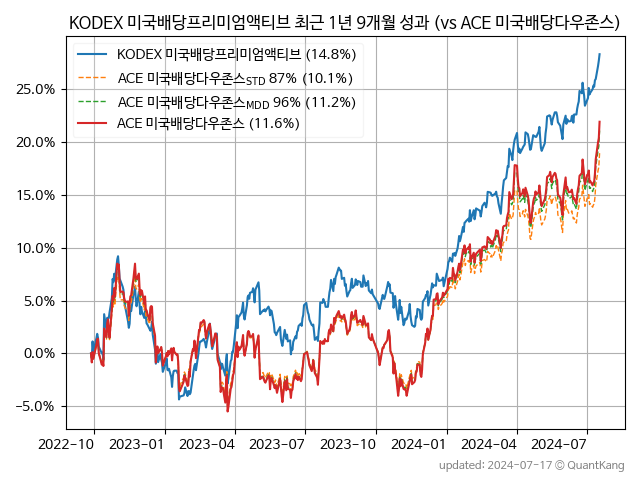 KODEX 미국배당프리미엄액티브 최근 1년 9개월 성과 (vs ACE 미국배당다우존스)
KODEX 미국배당프리미엄액티브 (14.8%)
ACE 미국배당다우존스STD 87% (10.1%)
ACE 미국배당다우존스MDD 96% (11.2%)
ACE 미국배당다우존스 (11.6%)
25.0%
20.0%
15.0%
10.0%
5.0%
0.0%
−5.0%
2022-10 2023-01 2023-04 2023-07 2023-10 2024-01 2024-04 2024-07
updated: 2024-07-17 © QuantKang